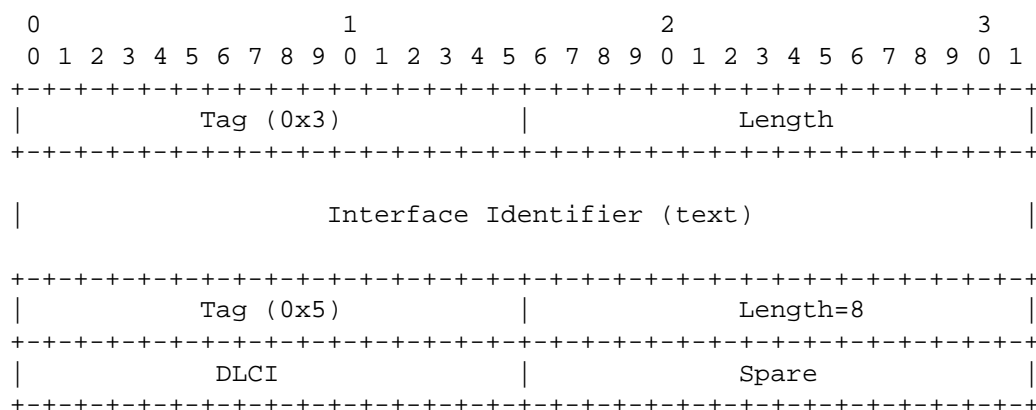 0                   1                   2                   3
 0 1 2 3 4 5 6 7 8 9 0 1 2 3 4 5 6 7 8 9 0 1 2 3 4 5 6 7 8 9 0 1
+-+-+-+-+-+-+-+-+-+-+-+-+-+-+-+-+-+-+-+-+-+-+-+-+-+-+-+-+-+-+-+-+
|           Tag (0x3)           |             Length            |
+-+-+-+-+-+-+-+-+-+-+-+-+-+-+-+-+-+-+-+-+-+-+-+-+-+-+-+-+-+-+-+-+
|                   Interface Identifier (text)                 |
+-+-+-+-+-+-+-+-+-+-+-+-+-+-+-+-+-+-+-+-+-+-+-+-+-+-+-+-+-+-+-+-+
|           Tag (0x5)           |             Length=8          |
+-+-+-+-+-+-+-+-+-+-+-+-+-+-+-+-+-+-+-+-+-+-+-+-+-+-+-+-+-+-+-+-+
|            DLCI               |             Spare             |
+-+-+-+-+-+-+-+-+-+-+-+-+-+-+-+-+-+-+-+-+-+-+-+-+-+-+-+-+-+-+-+-+